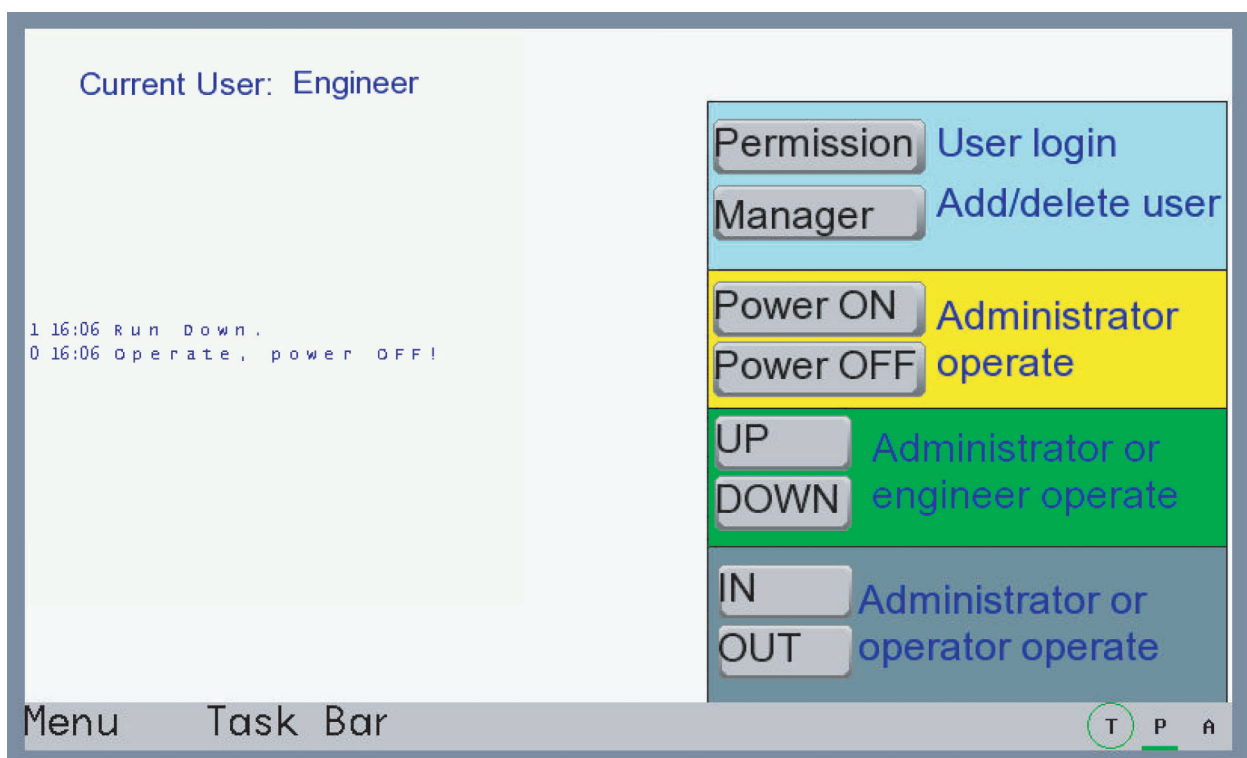 Current User: Engineer
1 16:06 Run Down.
0 16:06 Operate, power OFF!
Permission User login
Manager Add/delete user
Power ON Administrator
Power OFF operate
UP Administrator or
DOWN engineer operate
IN Administrator or
OUT operator operate
Menu Task Bar T P A